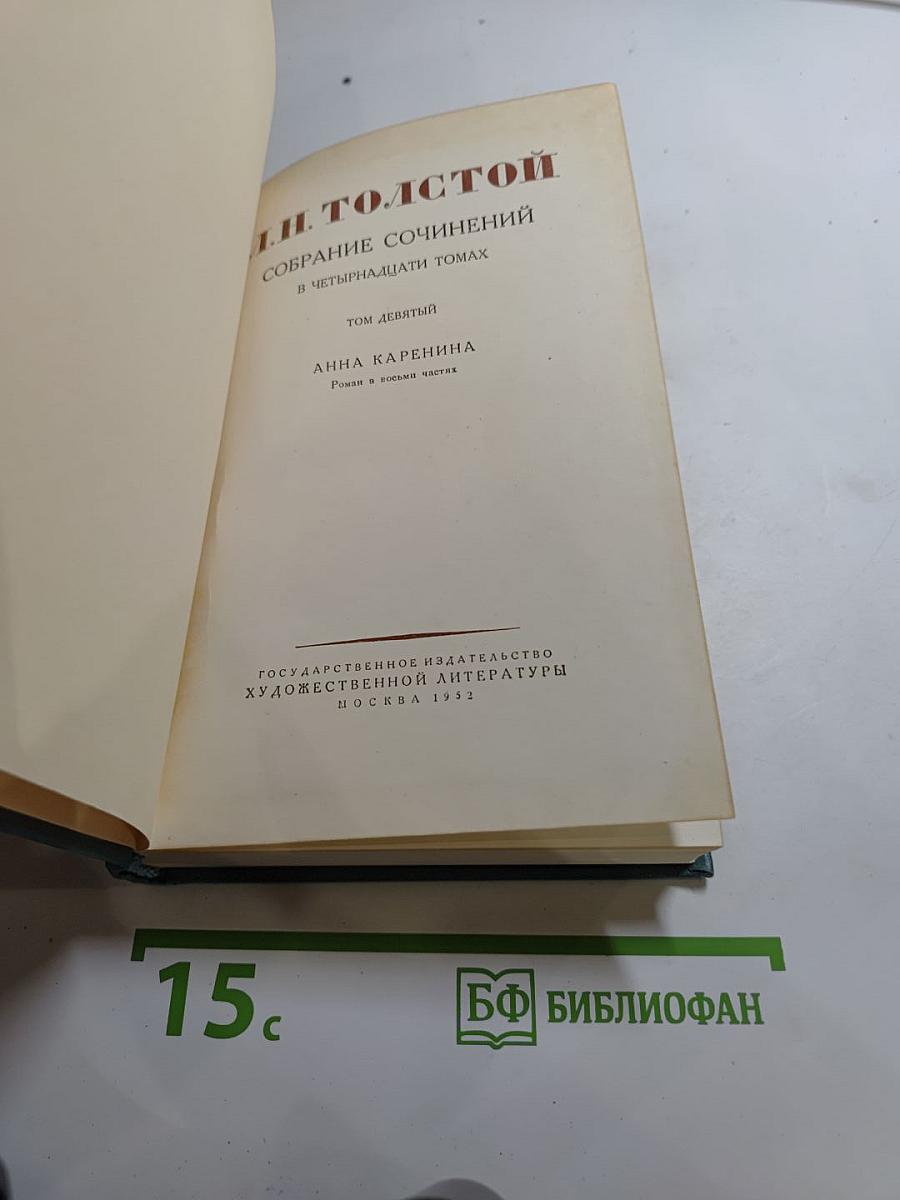 Л.Н. ТОЛСТОЙ
СОБРАНИЕ СОЧИНЕНИЙ
В ЧЕТЫРНАДЦАТИ ТОМАХ
ТОМ ДЕВЯТЫЙ
АННА КАРЕНИНА
Роман в восьми частях
ГОСУДАРСТВЕННОЕ ИЗДАТЕЛЬСТВО
ХУДОЖЕСТВЕННОЙ ЛИТЕРАТУРЫ
МОСКВА 1952
15 с
БФ БИБЛИОФАН